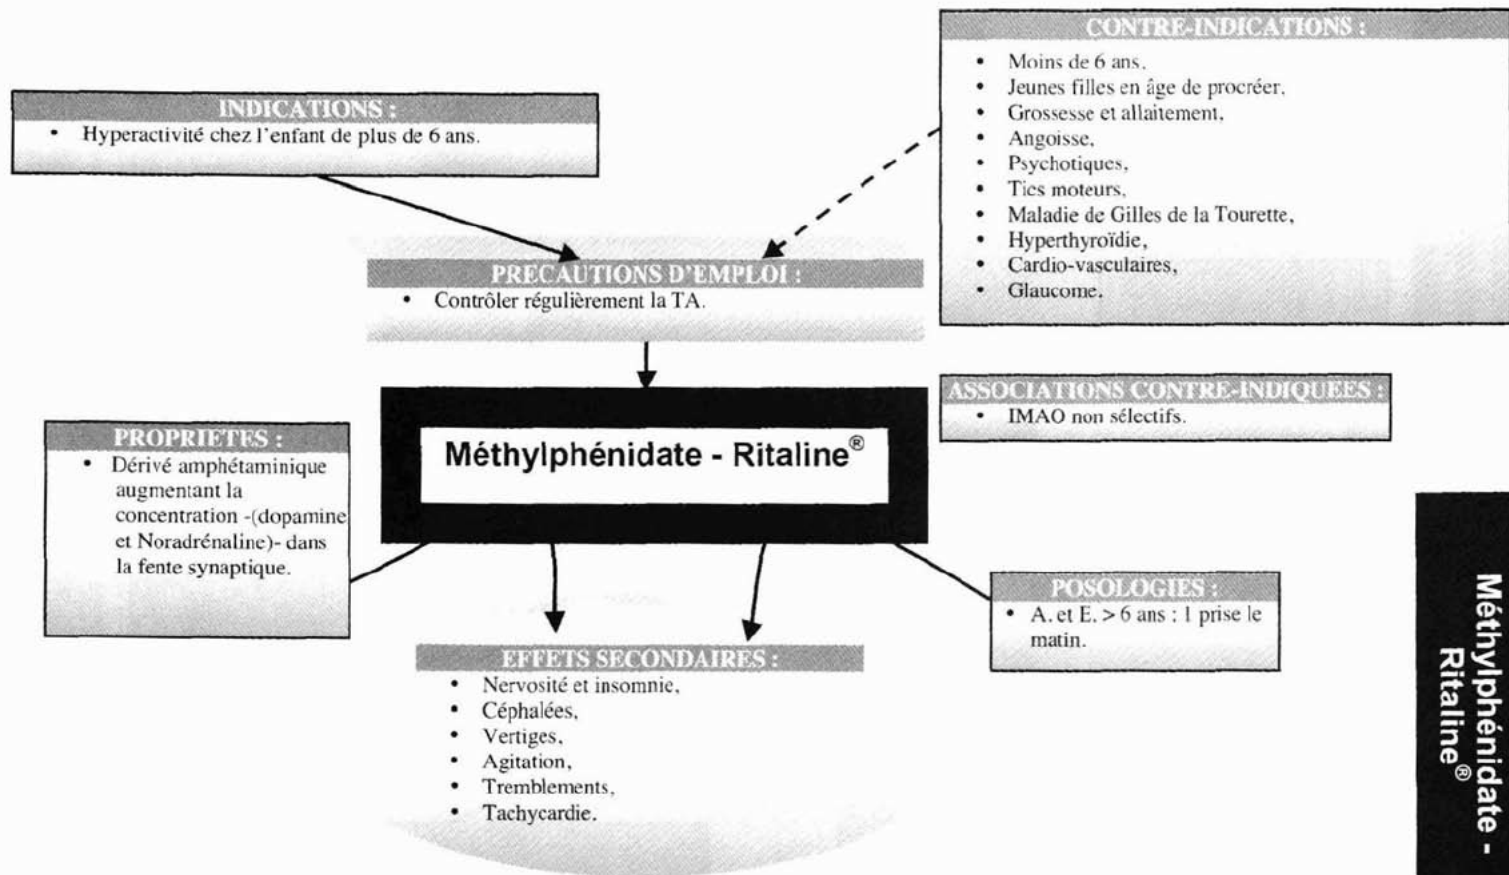 CONTRE-INDICATIONS :
• Moins de 6 ans.
• Jeunes filles en âge de procréer,
• Grossesse et allaitement,
• Angoisse,
• Psychotiques,
• Tics moteurs,
• Maladie de Gilles de la Tourette,
• Hyperthyroïdie,
• Cardio-vasculaires,
• Glaucome.
INDICATIONS :
• Hyperactivité chez l'enfant de plus de 6 ans.
PRECAUTIONS D'EMPLOI :
• Contrôler régulièrement la TA.
ASSOCIATIONS CONTRE-INDIQUEES :
• IMAO non sélectifs.
Méthylphénidate - Ritaline®
PROPRIETES :
• Dérivé amphétaminique
augmentant la
concentration -(dopamine
et Noradrénaline)- dans
la fente synaptique.
POSOLOGIES :
• A. et E. > 6 ans : 1 prise le
matin.
EFFETS SECONDAIRES :
• Nervosité et insomnie,
• Céphalées,
• Vertiges,
• Agitation,
• Tremblements,
• Tachycardie.
Méthylphénidate -
Ritaline®